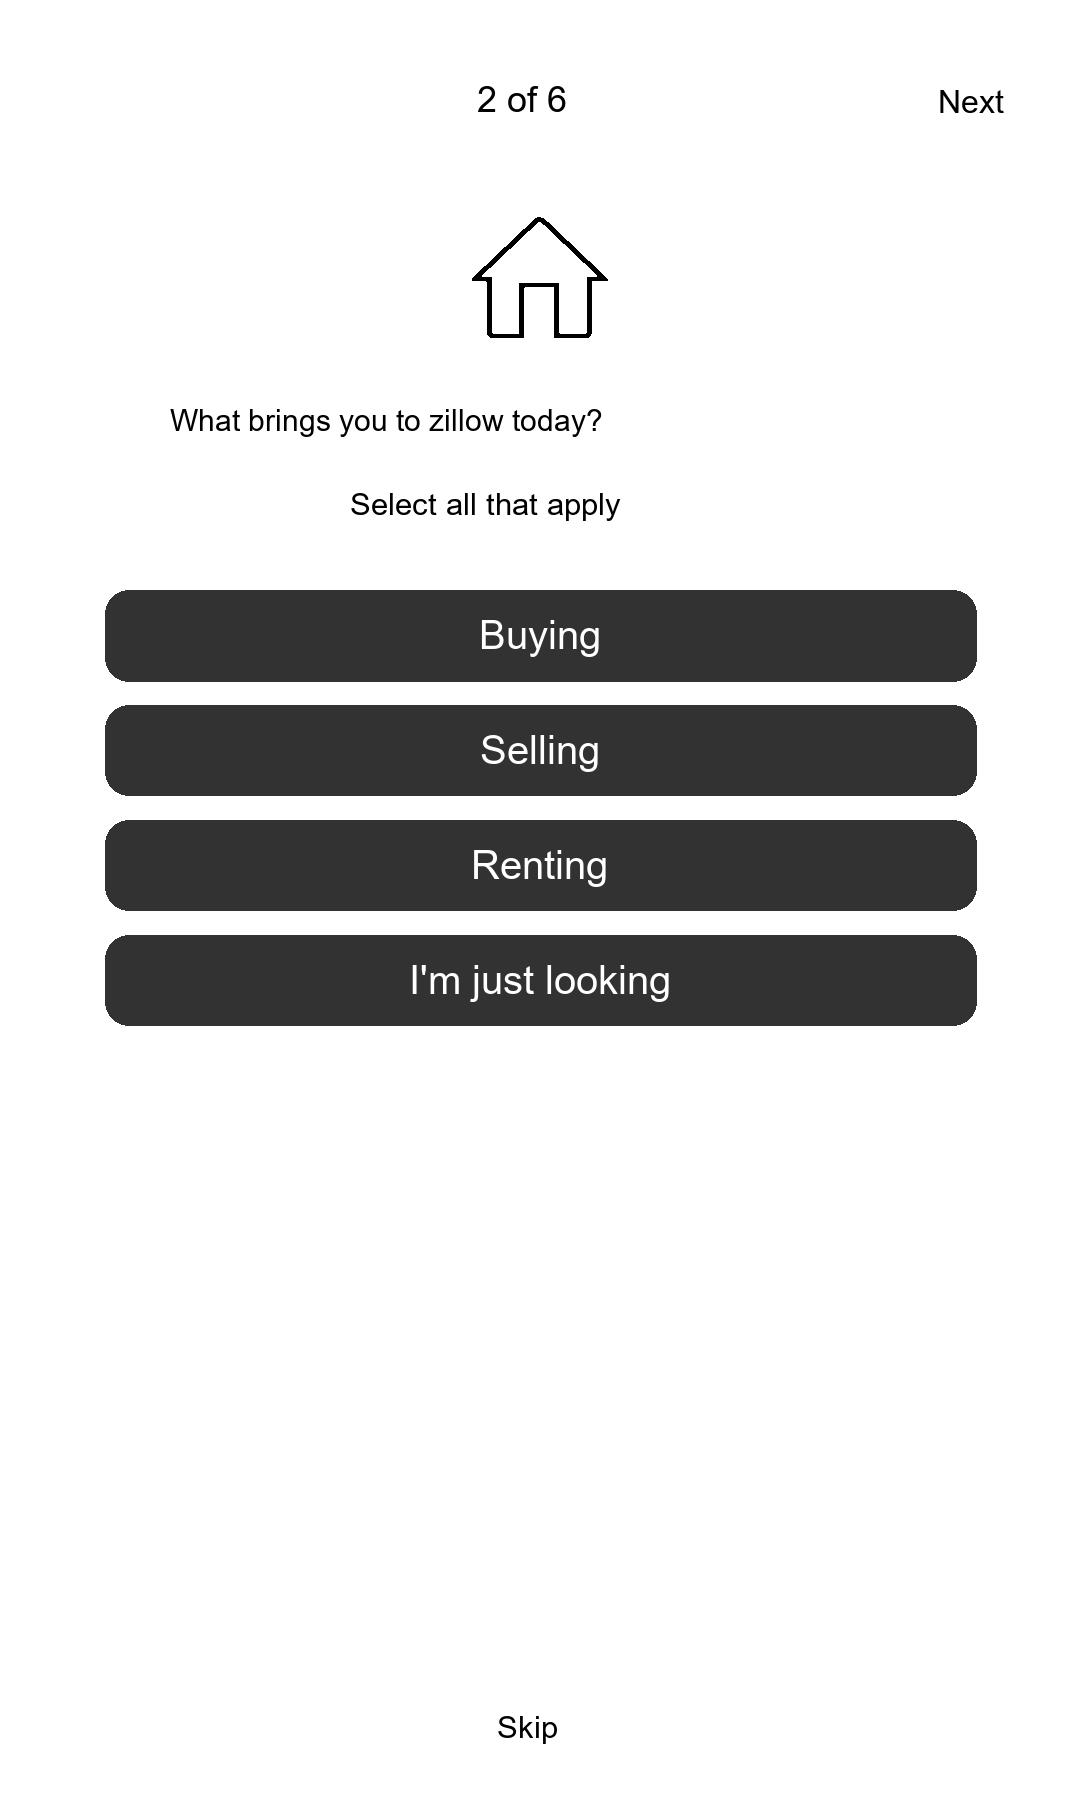 2 of 6
Next
What brings you to zillow today?
Select all that apply
Buying
Selling
Renting
I'm just looking
Skip